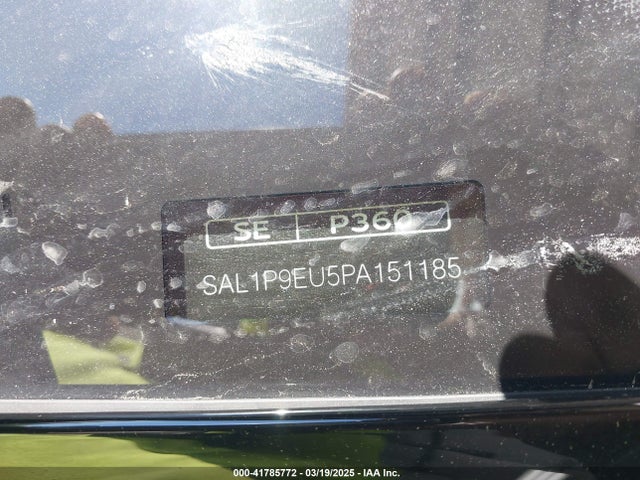 SE P360
SAL1P9EU5PA151185
000-41785772 - 03/19/2025 - IAA Inc.